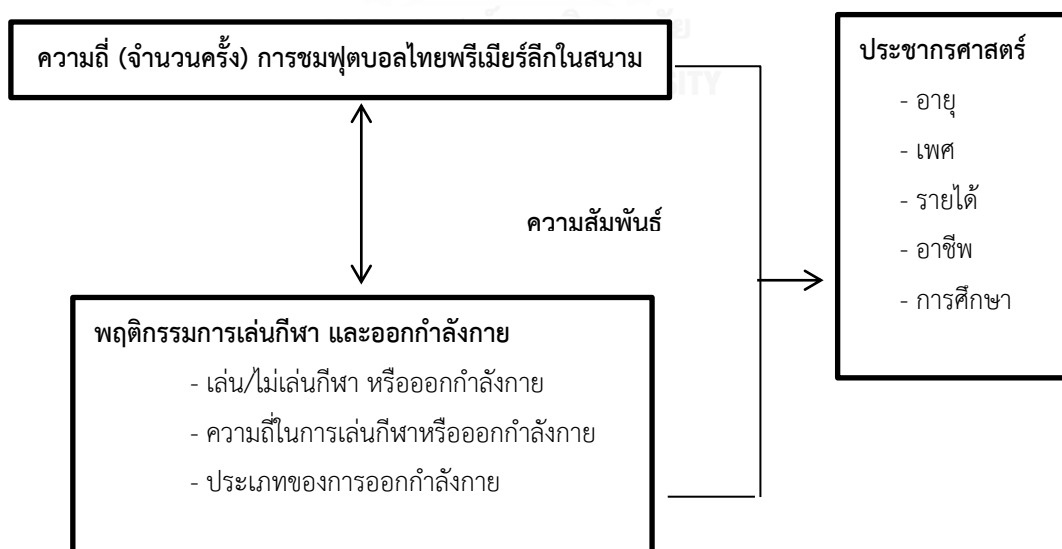 ความถี่ (จำนวนครั้ง) การชมฟุตบอลไทยพรีเมียร์ลีกในสนาม
ความสัมพันธ์
พฤติกรรมการเล่นกีฬา และออกกำลังกาย
- เล่น/ไม่เล่นกีฬา หรือออกกำลังกาย
- ความถี่ในการเล่นกีฬาหรือออกกำลังกาย
- ประเภทของการออกกำลังกาย
ประชากรศาสตร์
- อายุ
- เพศ
- รายได้
- อาชีพ
- การศึกษา